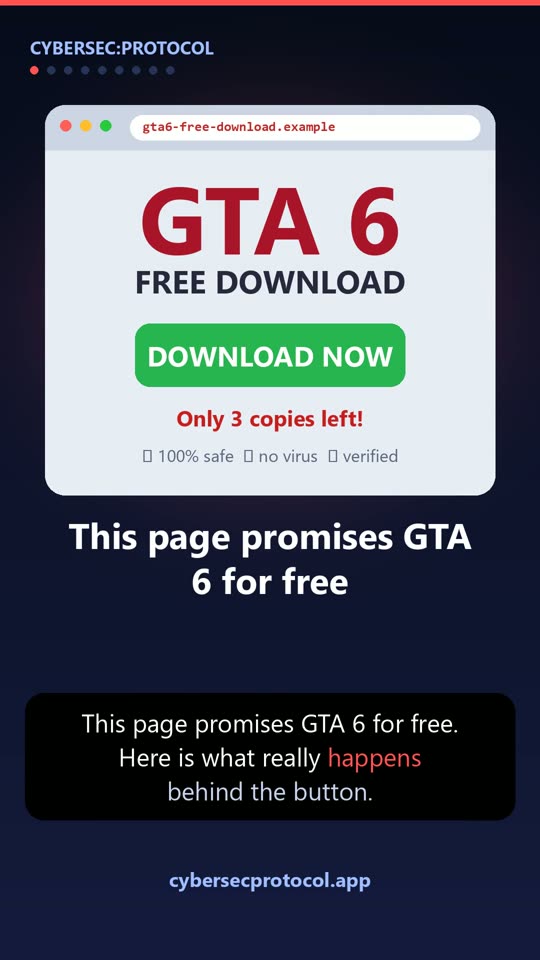 CYBERSEC:PROTOCOL
gta6-free-download.example
GTA 6
FREE DOWNLOAD
DOWNLOAD NOW
Only 3 copies left!
▯ 100% safe ▯ no virus ▯ verified
This page promises GTA
6 for free
This page promises GTA 6 for free.
Here is what really happens
behind the button.
cybersecprotocol.app